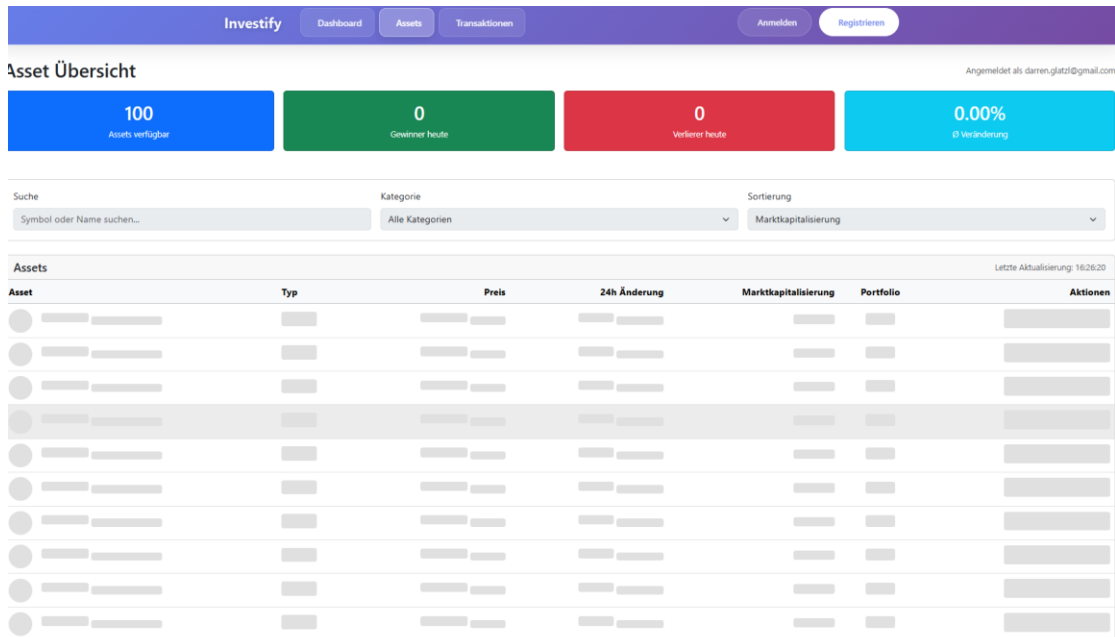 Investify Dashboard Assets Transaktionen Anmelden Registrieren
Asset Übersicht Angemeldet als darren.glatzl@gmail.com
100 0 0 0.00%
Assets verfügbar Gewinner heute Verlierer heute Ø Veränderung
Suche Kategorie Sortierung
Symbol oder Name suchen... Alle Kategorien Marktkapitalisierung
Assets Letzte Aktualisierung: 16:26:20
Asset Typ Preis 24h Änderung Marktkapitalisierung Portfolio Aktionen